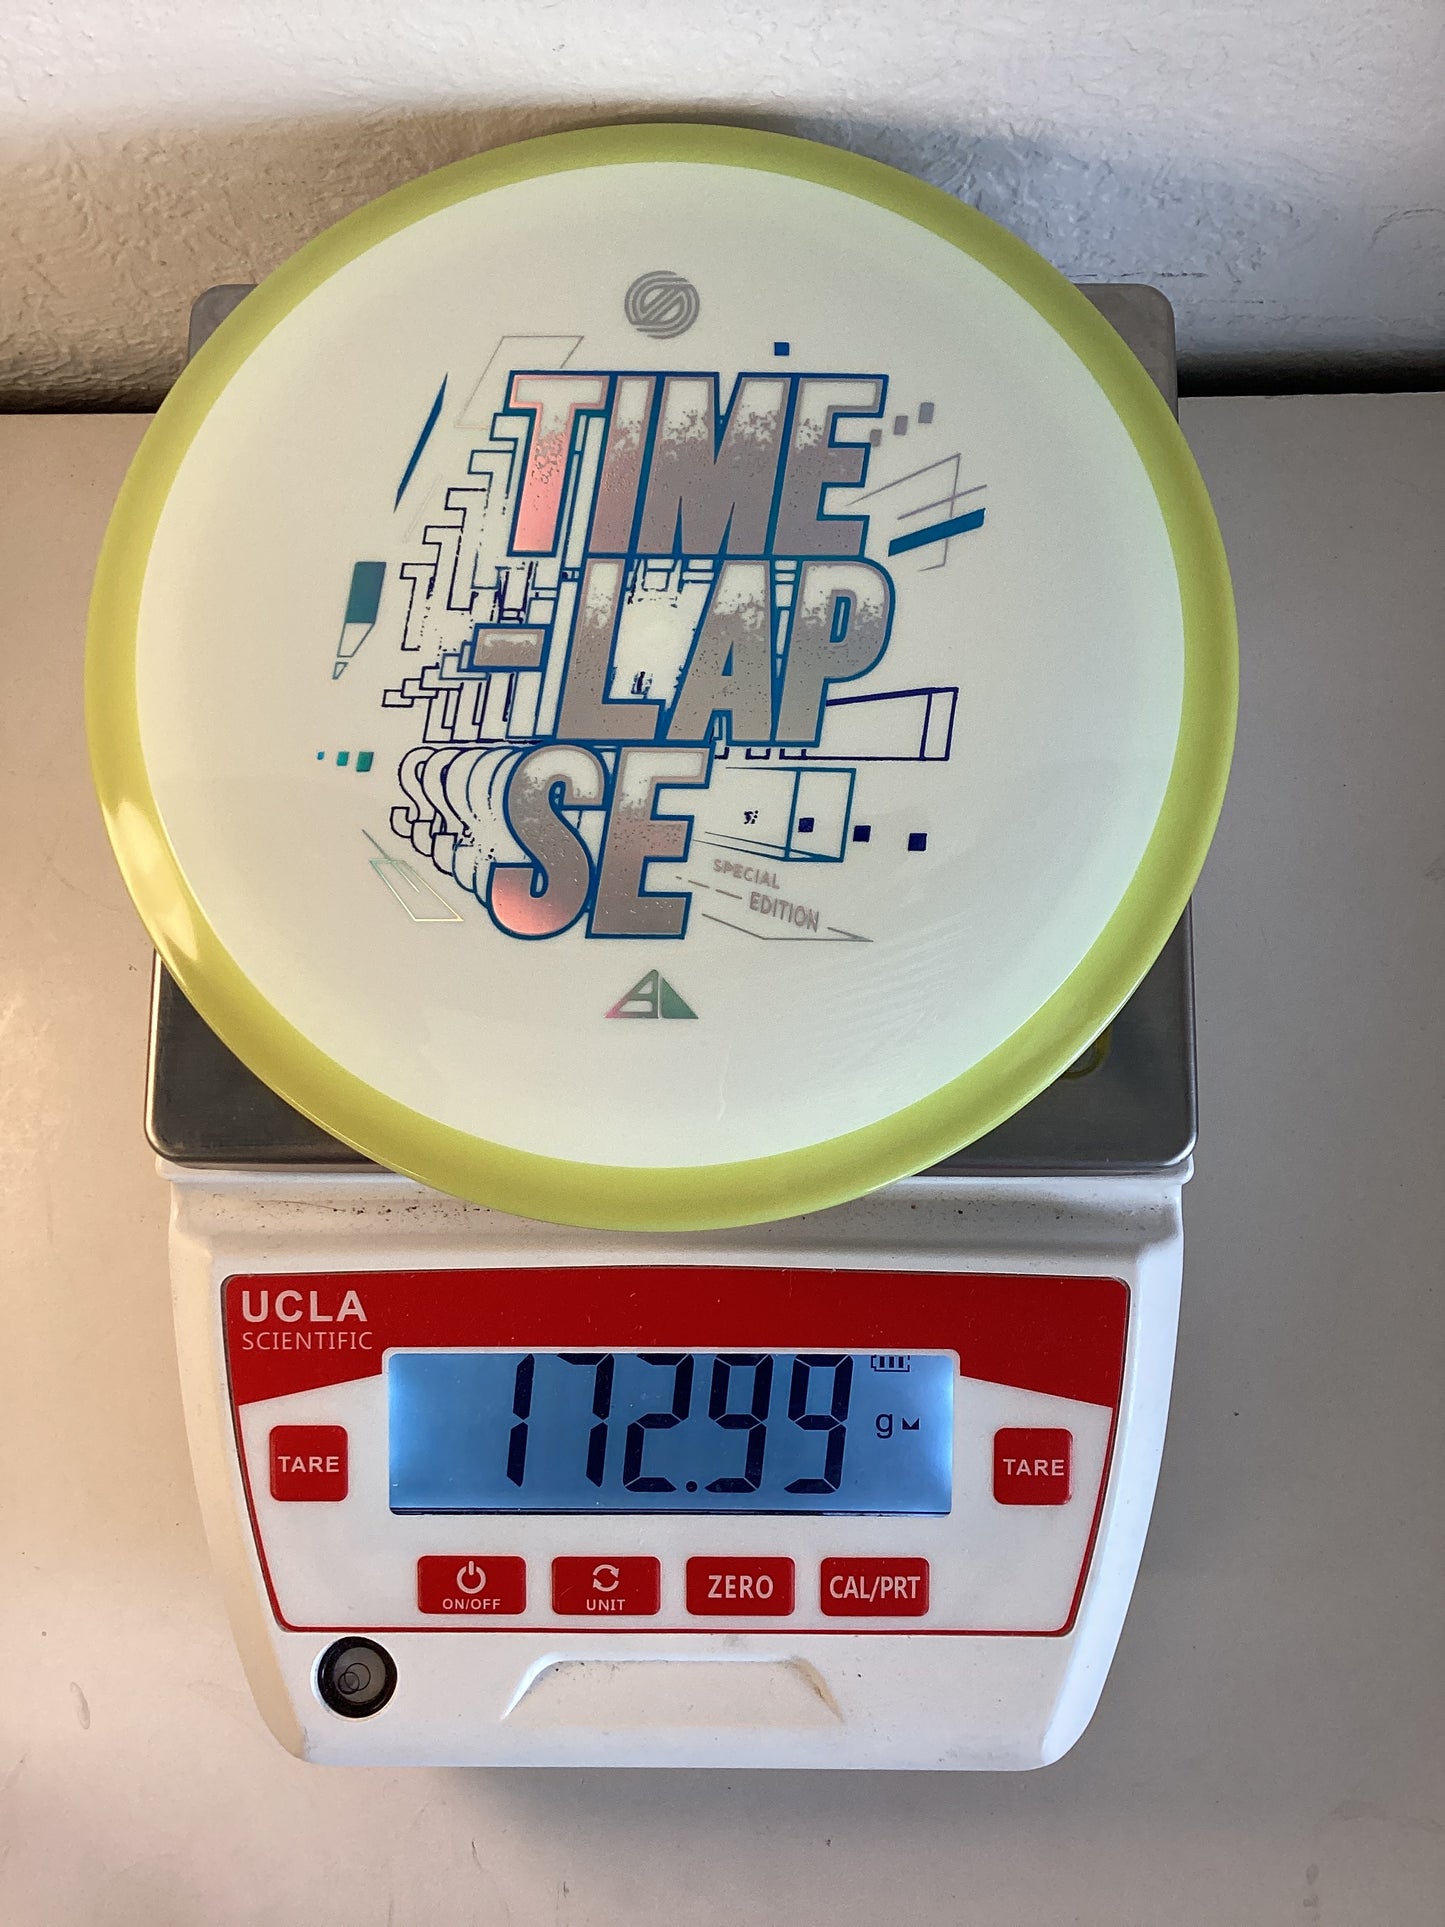 TIME
-LAP
SE
SPECIAL
EDITION
UCLA
SCIENTIFIC
172.99 g
TARE
TARE
ON/OFF
UNIT
ZERO
CAL/PRT